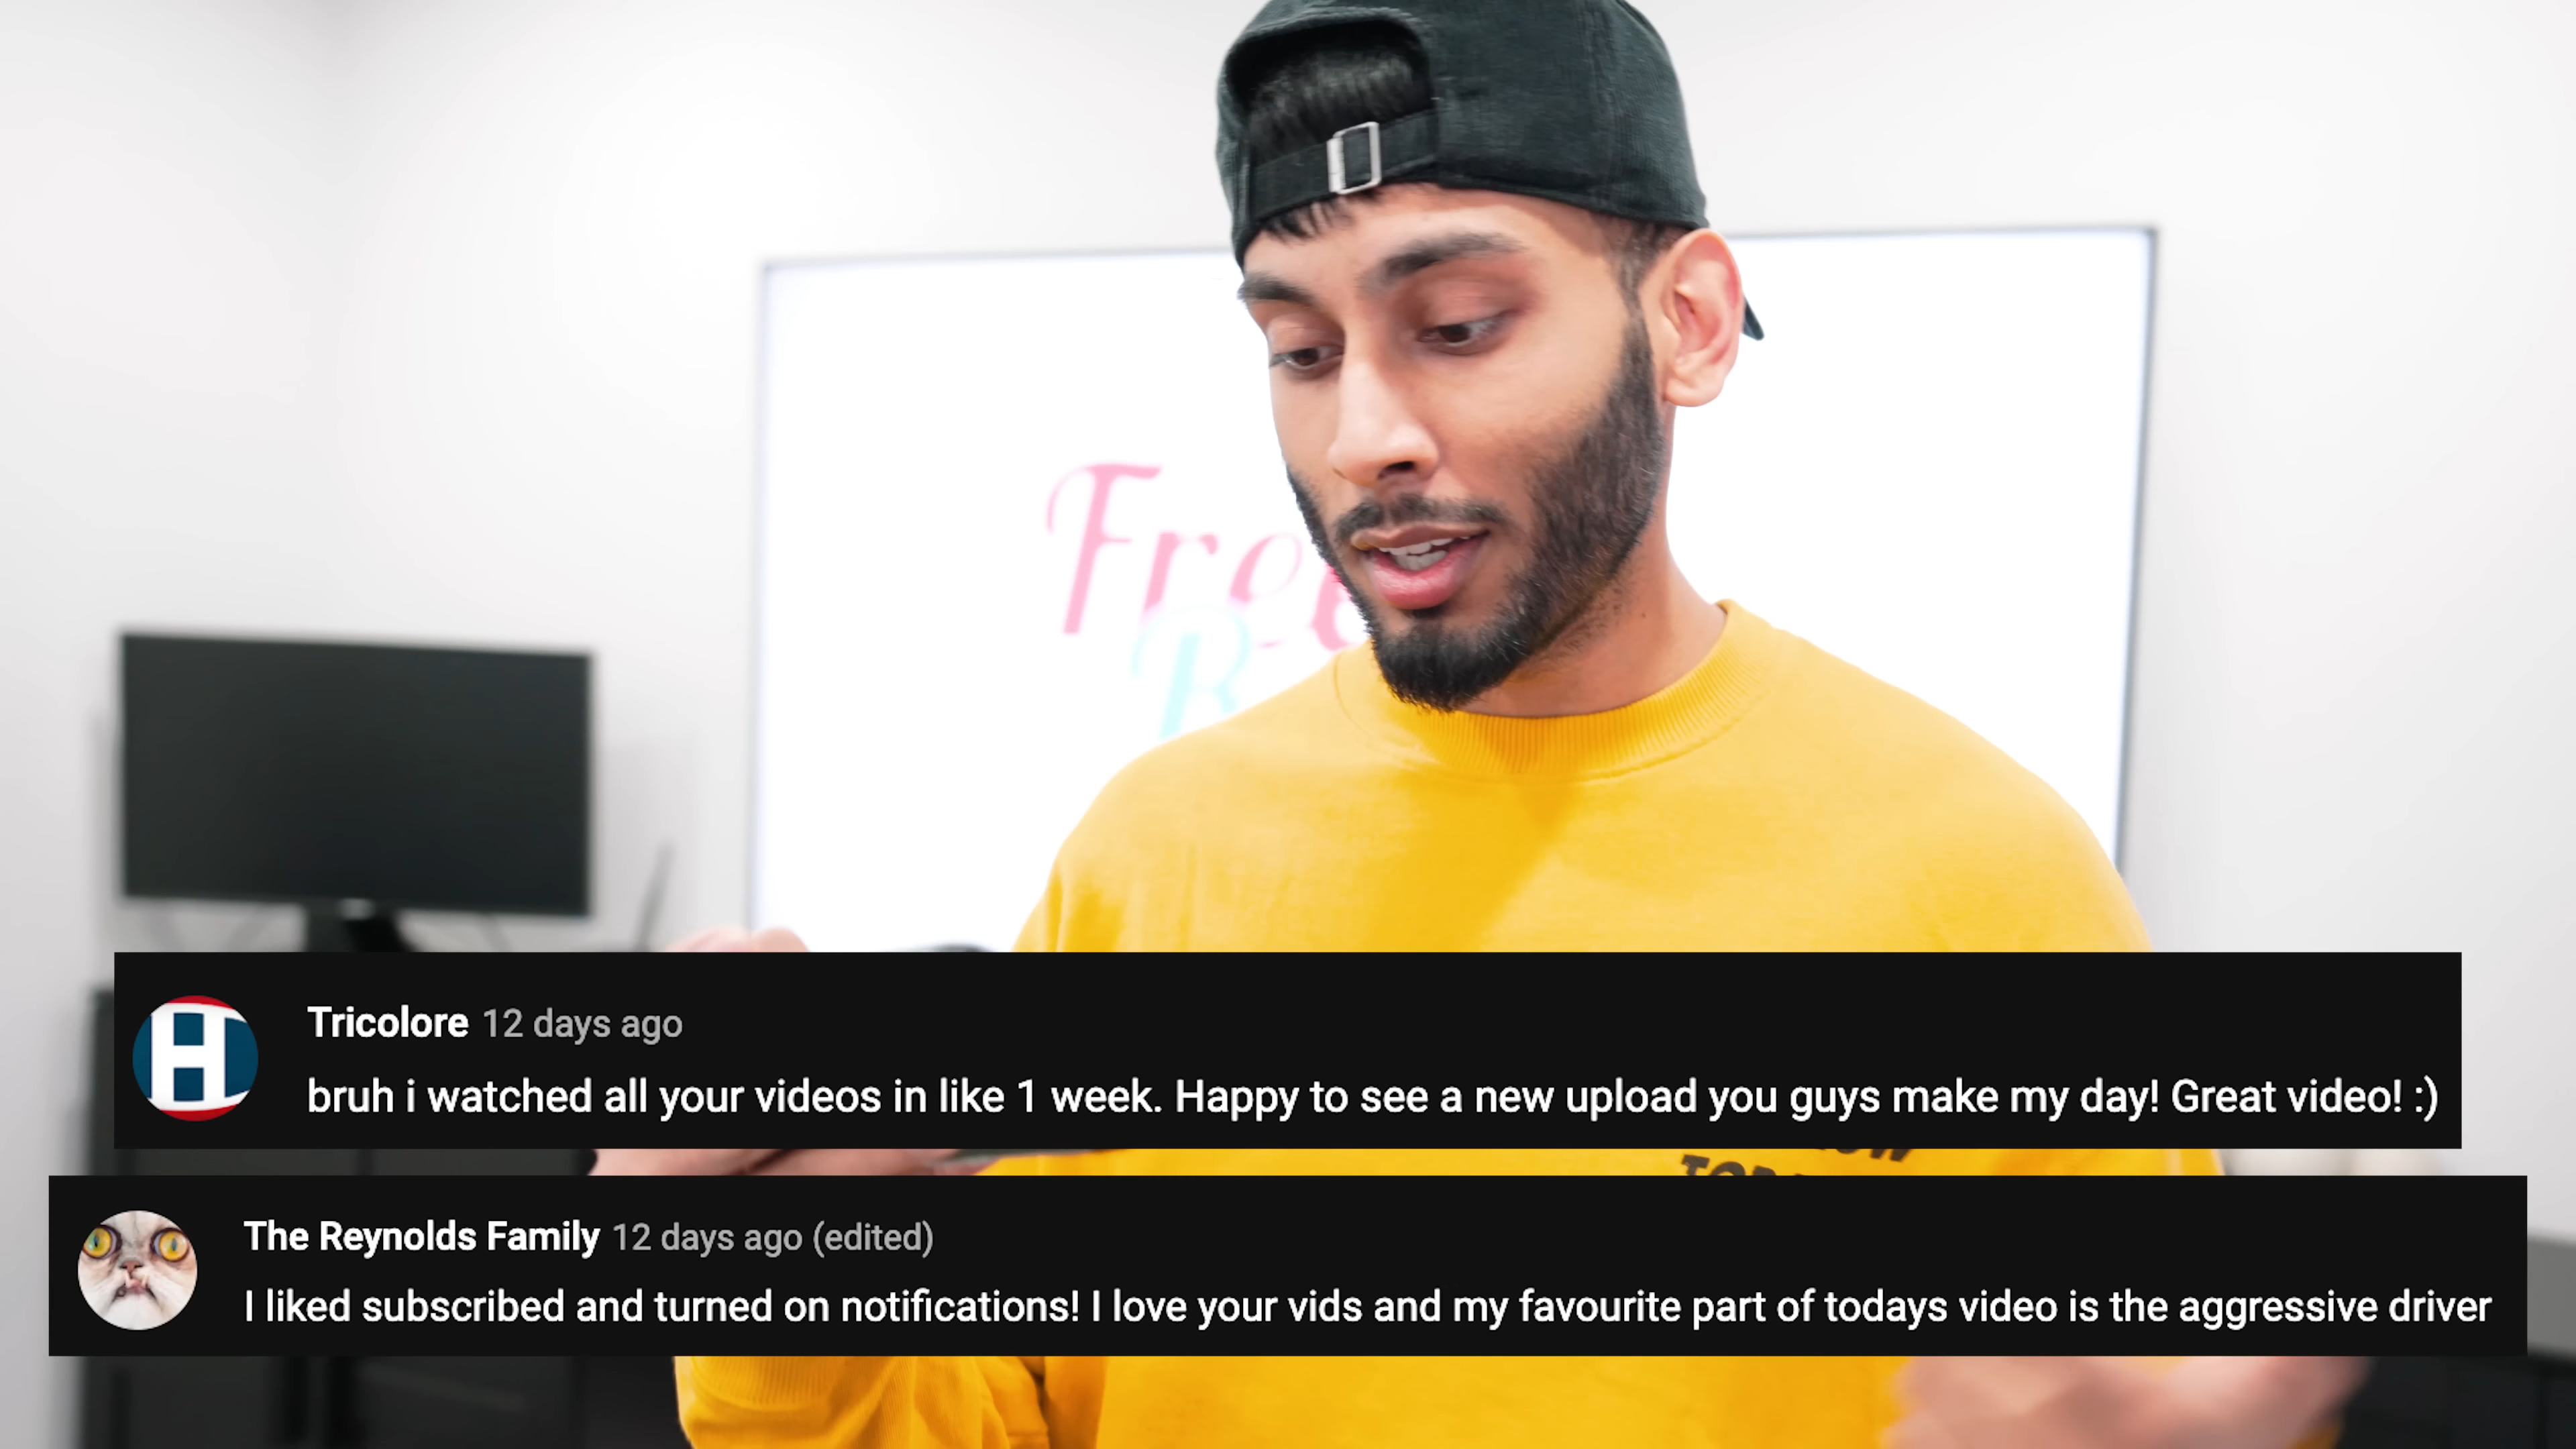 Free
B
Tricolore 12 days ago
bruh i watched all your videos in like 1 week. Happy to see a new upload you guys make my day! Great video! :)
The Reynolds Family 12 days ago (edited)
I liked subscribed and turned on notifications! I love your vids and my favourite part of todays video is the aggressive driver